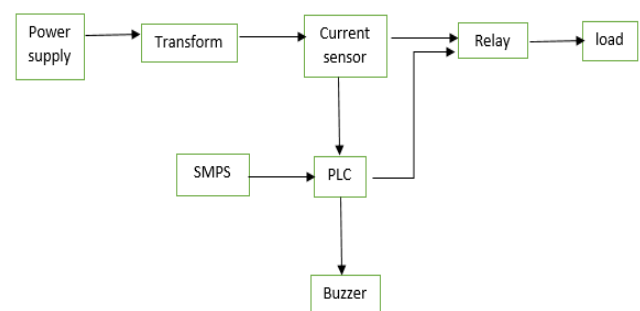 Power
supply
Transform
Current
sensor
Relay
load
SMPS
PLC
Buzzer